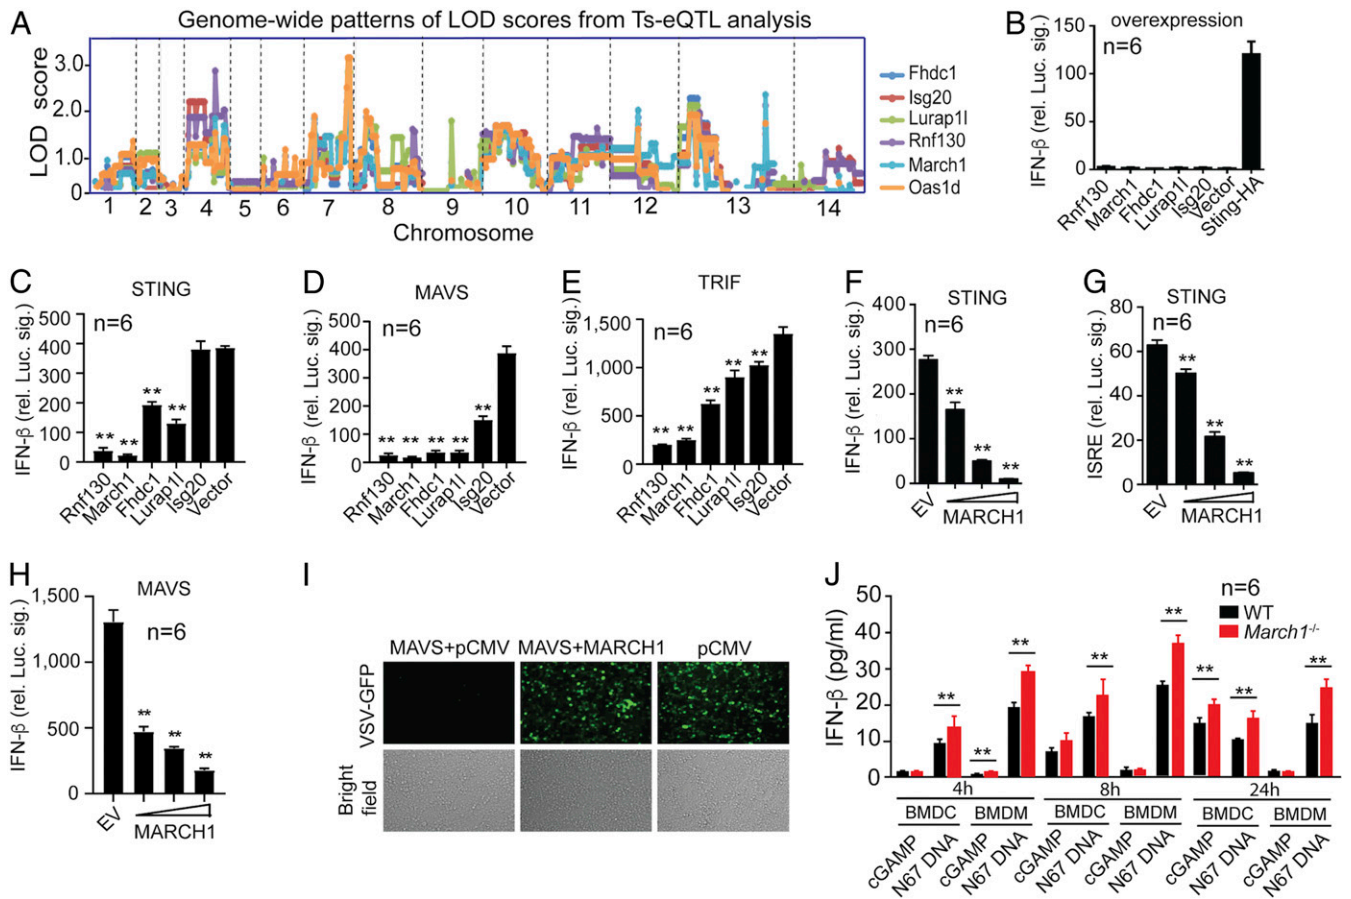 A
Genome-wide patterns of LOD scores from Ts-eQTL analysis
LOD score
3.0
2.0
1.0
0
1 2 3 4 5 6 7 8 9 10 11 12 13 14
Chromosome
Fhdc1
Isg20
Lurap1l
Rnf130
March1
Oas1d
B
overexpression
n=6
IFN-β (rel. Luc. sig.)
150
100
50
0
Rnf130 March1 Fhdc1 Lurap1l Isg20 Vector Sting-HA
C
STING
n=6
IFN-β (rel. Luc. sig.)
500
400
300
200
100
0
** ** ** **
Rnf130 March1 Fhdc1 Lurap1l Isg20 Vector
D
MAVS
n=6
IFN-β (rel. Luc. sig.)
500
400
300
200
100
0
** ** ** ** **
Rnf130 March1 Fhdc1 Lurap1l Isg20 Vector
E
TRIF
n=6
IFN-β (rel. Luc. sig.)
1,500
1,000
500
0
** ** ** ** **
Rnf130 March1 Fhdc1 Lurap1l Isg20 Vector
F
STING
n=6
IFN-β (rel. Luc. sig.)
400
300
200
100
0
** ** **
EV MARCH1
G
STING
n=6
ISRE (rel. Luc. sig.)
80
60
40
20
0
** ** **
EV MARCH1
H
MAVS
n=6
IFN-β (rel. Luc. sig.)
1,500
1,000
500
0
** ** **
EV MARCH1
I
MAVS+pCMV MAVS+MARCH1 pCMV
VSV-GFP
Bright field
J
n=6
WT
March1-/-
IFN-β (pg/ml)
50
40
30
20
10
0
** ** ** ** ** ** ** **
4h 8h 24h
BMDC BMDM BMDC BMDM BMDC BMDM
cGAMP N67 DNA cGAMP N67 DNA cGAMP N67 DNA cGAMP N67 DNA cGAMP N67 DNA cGAMP N67 DNA